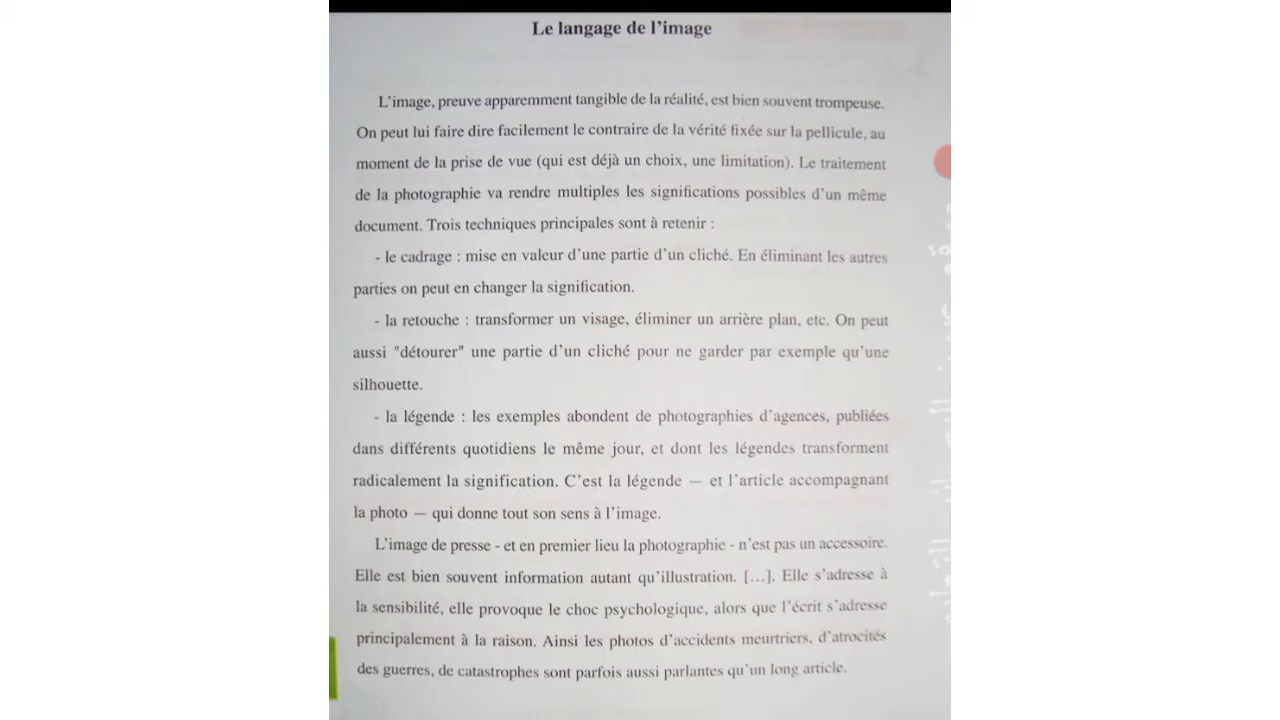 Le langage de l'image
L'image, preuve apparemment tangible de la réalité, est bien souvent trompeuse.
On peut lui faire dire facilement le contraire de la vérité fixée sur la pellicule, au
moment de la prise de vue (qui est déjà un choix, une limitation). Le traitement
de la photographie va rendre multiples les significations possibles d'un même
document. Trois techniques principales sont à retenir :
- le cadrage : mise en valeur d'une partie d'un cliché. En éliminant les autres
parties on peut en changer la signification.
- la retouche : transformer un visage, éliminer un arrière plan, etc. On peut
aussi "détourer" une partie d'un cliché pour ne garder par exemple qu'une
silhouette.
- la légende : les exemples abondent de photographies d'agences, publiées
dans différents quotidiens le même jour, et dont les légendes transforment
radicalement la signification. C'est la légende — et l'article accompagnant
la photo — qui donne tout son sens à l'image.
L'image de presse - et en premier lieu la photographie - n'est pas un accessoire.
Elle est bien souvent information autant qu'illustration. […]. Elle s'adresse à
la sensibilité, elle provoque le choc psychologique, alors que l'écrit s'adresse
principalement à la raison. Ainsi les photos d'accidents meurtriers, d'atrocités
des guerres, de catastrophes sont parfois aussi parlantes qu'un long article.